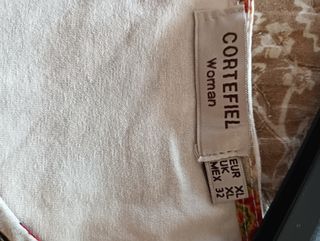 CORTEFIEL
Woman
EUR XL
UK XL
MEX 32